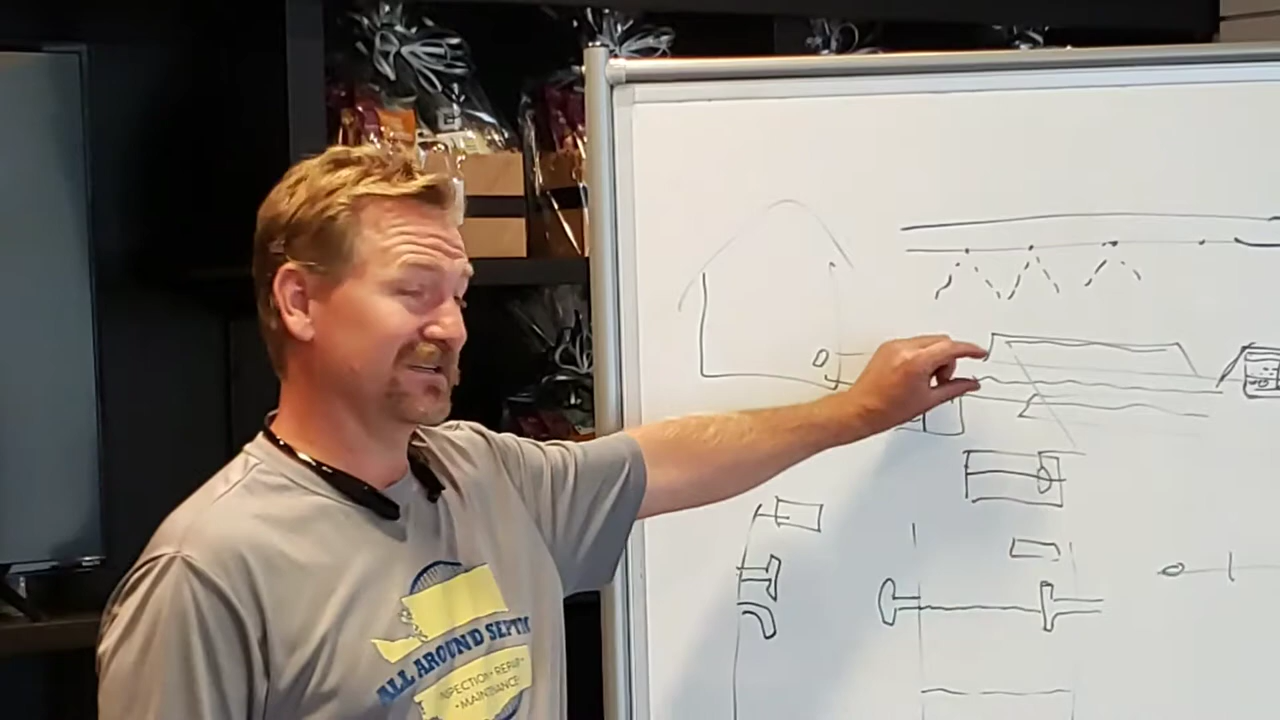 ALL AROUND SEPTIC
INSPECTION • REPAIR •
• MAINTENANCE